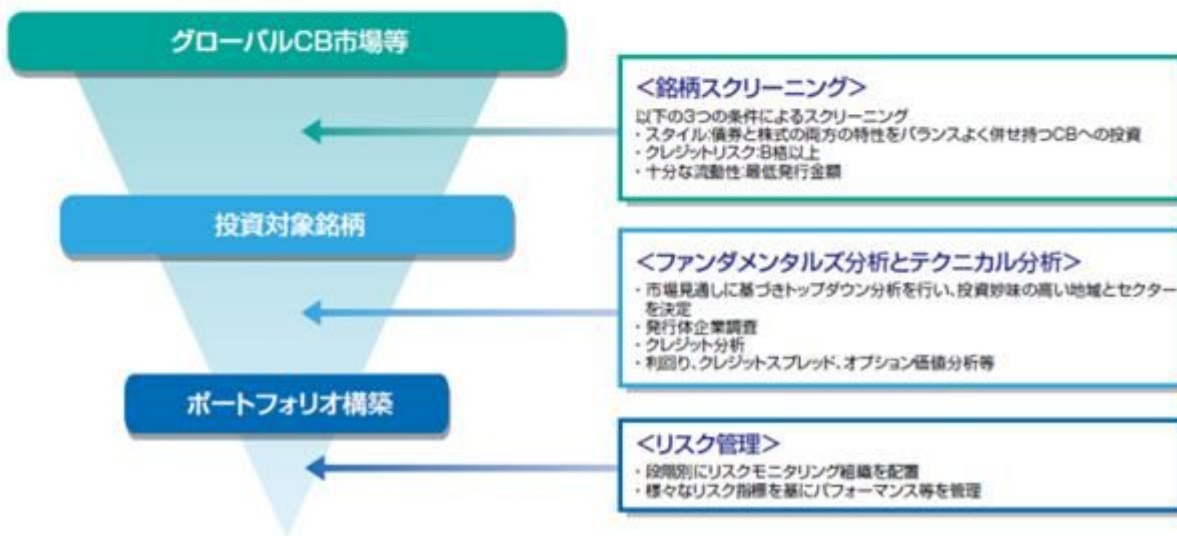 グローバルCB市場等
<銘柄スクリーニング>
以下の3つの条件によるスクリーニング
・スタイル:債券と株式の両方の特性をバランスよく併せ持つCBへの投資
・クレジットリスク:B格以上
・十分な流動性:最低発行金額
投資対象銘柄
<ファンダメンタルズ分析とテクニカル分析>
・市場見通しに基づきトップダウン分析を行い、投資妙味の高い地域とセクター
を決定
・発行体企業調査
・クレジット分析
・利回り、クレジットスプレッド、オプション価値分析等
ポートフォリオ構築
<リスク管理>
・段階別にリスクモニタリング組織を配置
・様々なリスク指標を基にパフォーマンス等を管理